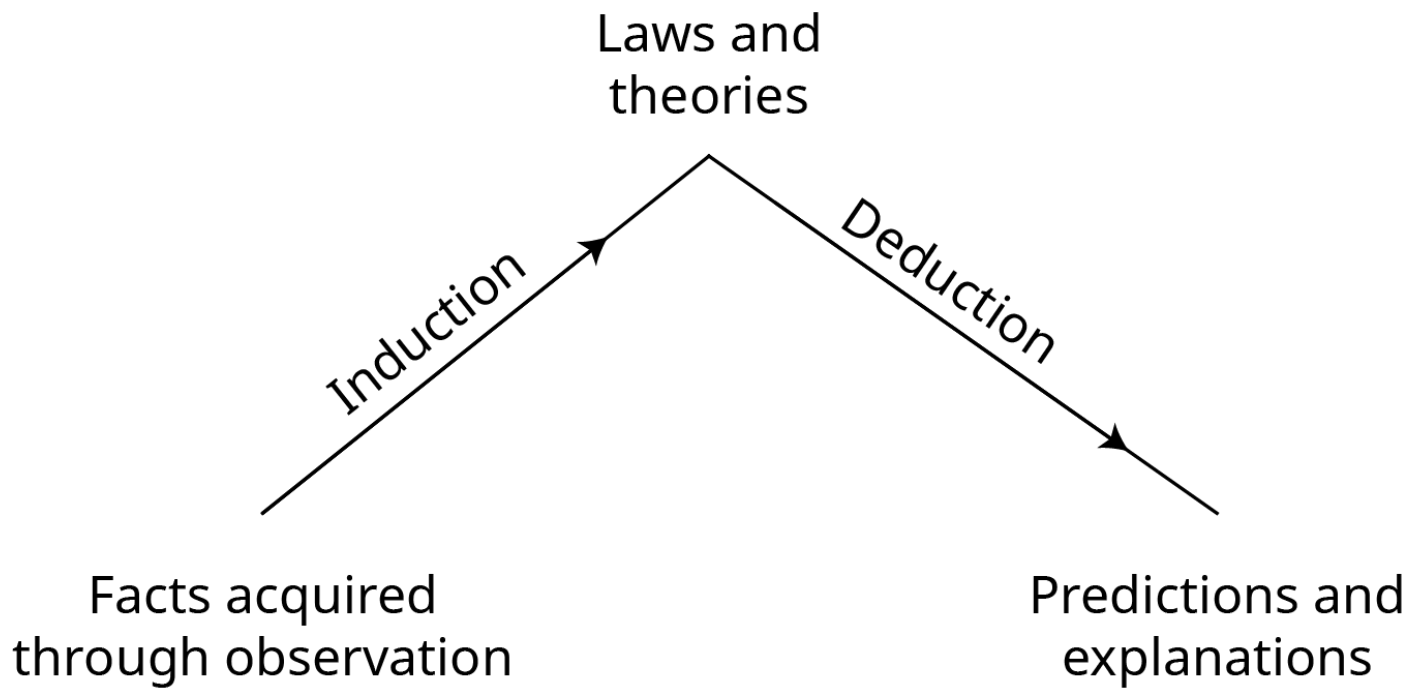 Laws and
theories
Induction
Deduction
Facts acquired
through observation
Predictions and
explanations